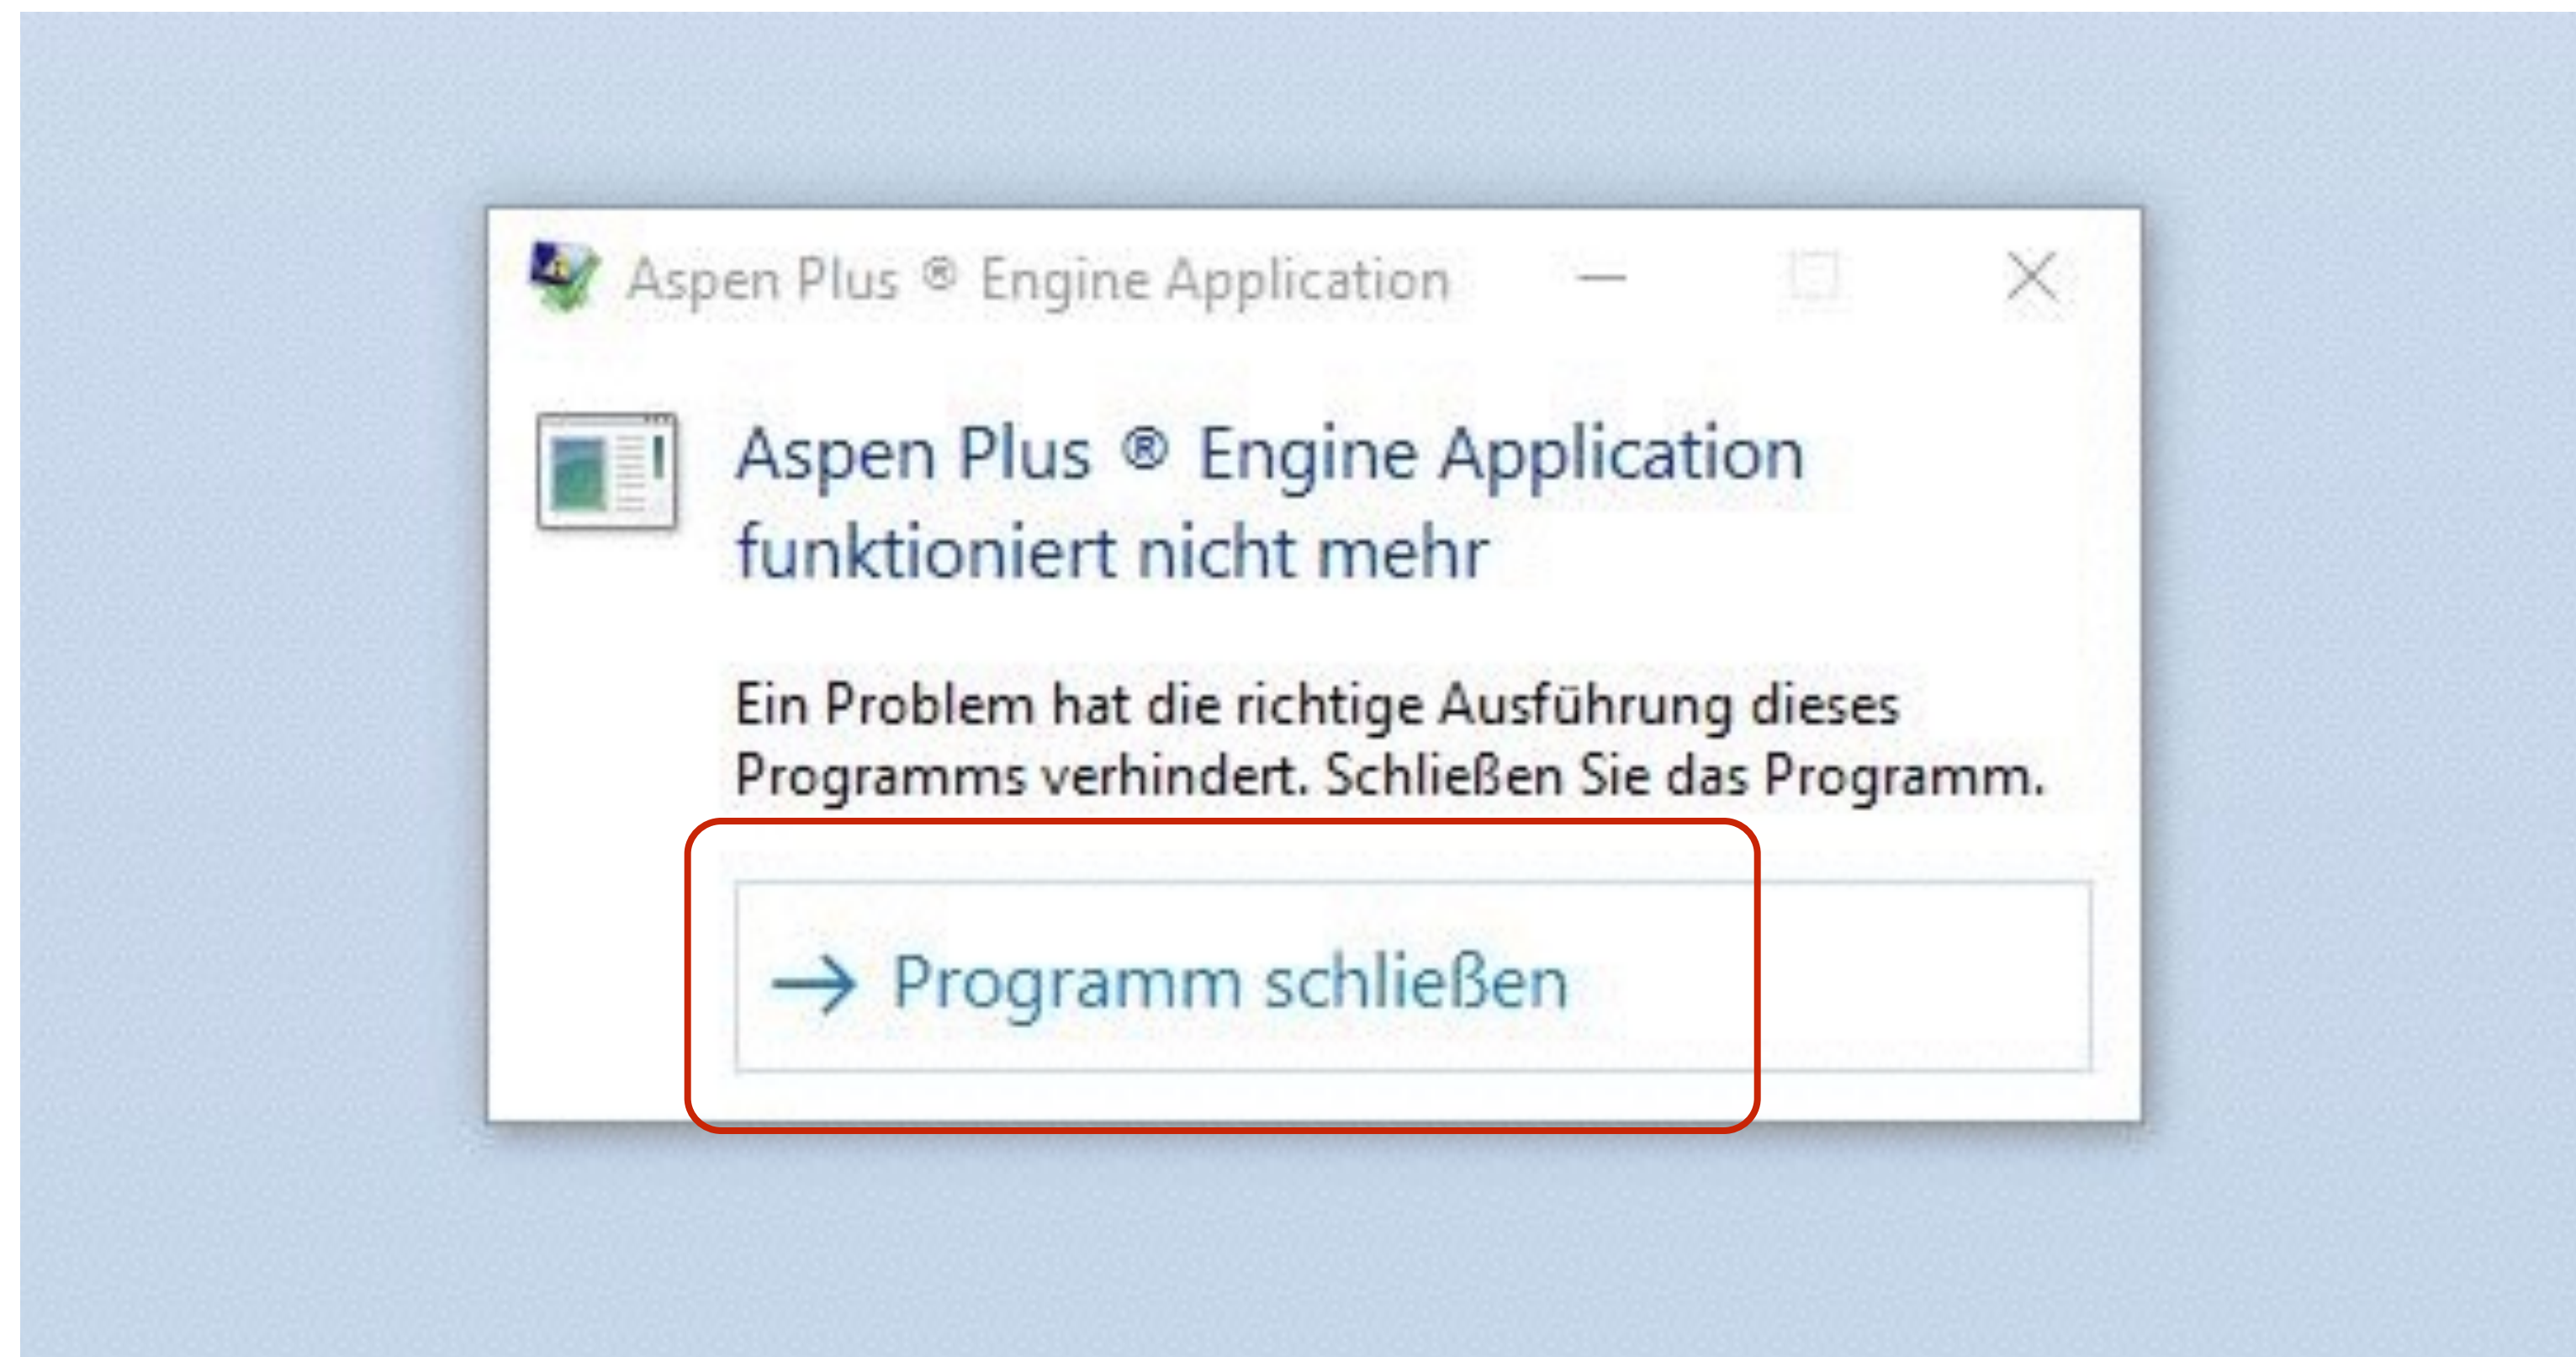 Aspen Plus ® Engine Application
Aspen Plus ® Engine Application
funktioniert nicht mehr
Ein Problem hat die richtige Ausführung dieses
Programms verhindert. Schließen Sie das Programm.
→ Programm schließen